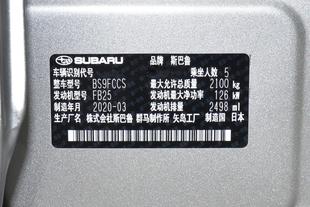 SUBARU 品牌 斯巴鲁
车辆识别代号 乘坐人数 5
整车型号 BS9FCCS 最大允许总质量 2100 kg
发动机型号 FB25 发动机最大净功率 126 kW
制造年月 2020-03 发动机排量 2498 ml
生产厂名 株式会社斯巴鲁 群马制作所 矢岛工厂 制造国 日本